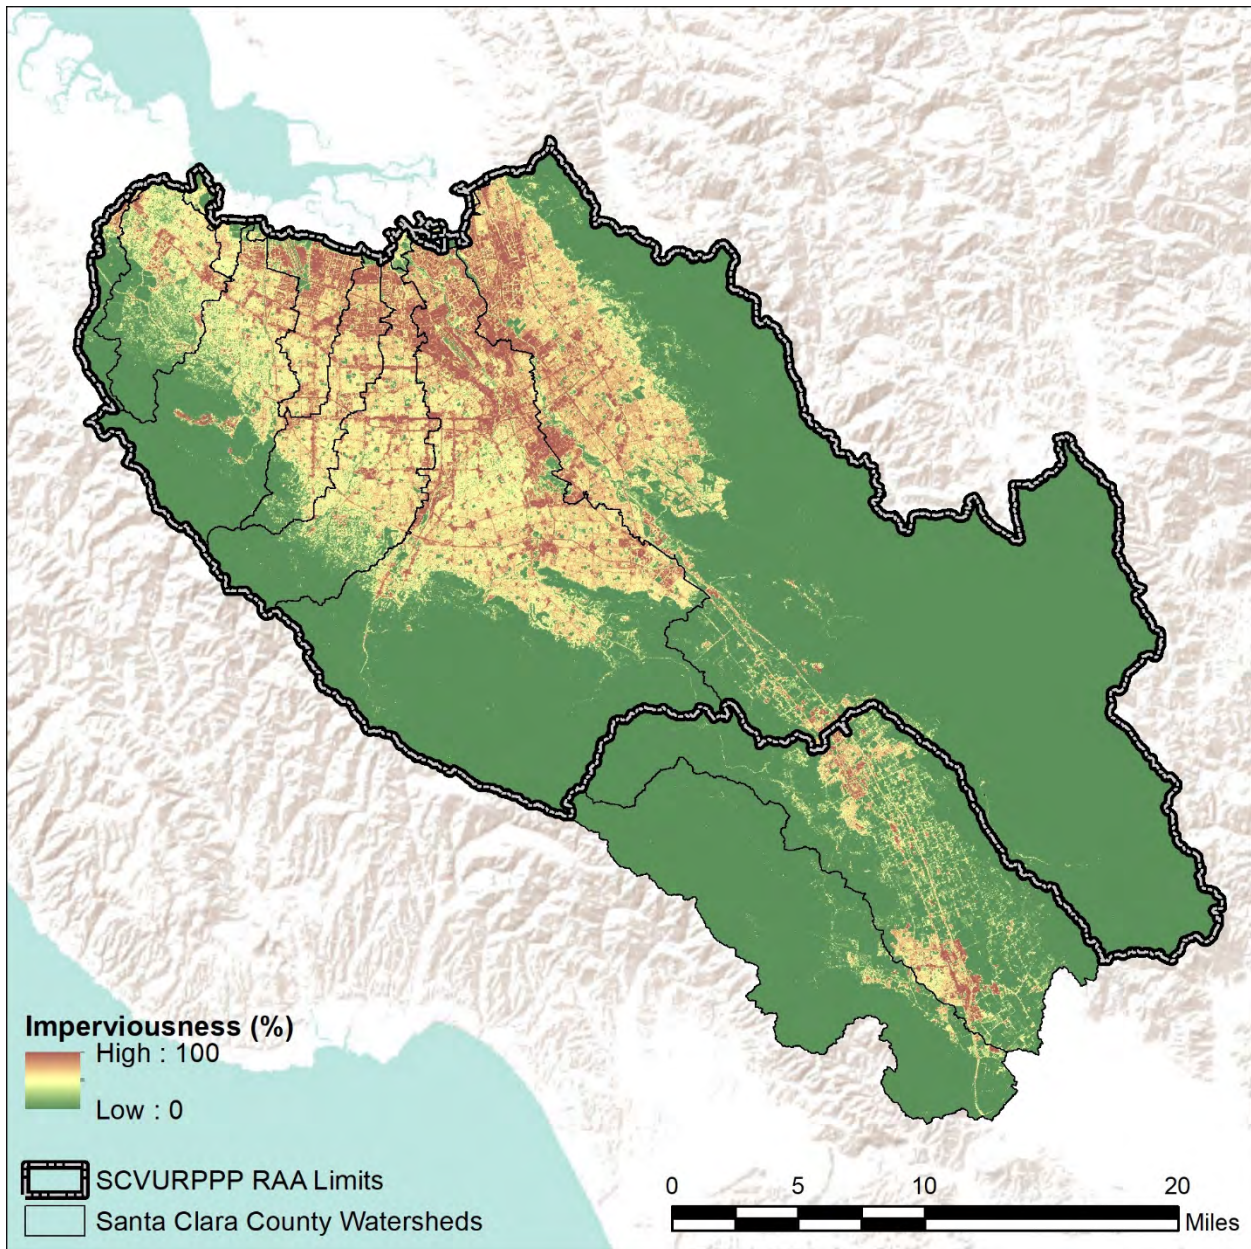 Imperviousness (%)
High : 100
Low : 0
SCVURPPP RAA Limits
Santa Clara County Watersheds
0 5 10 20
Miles